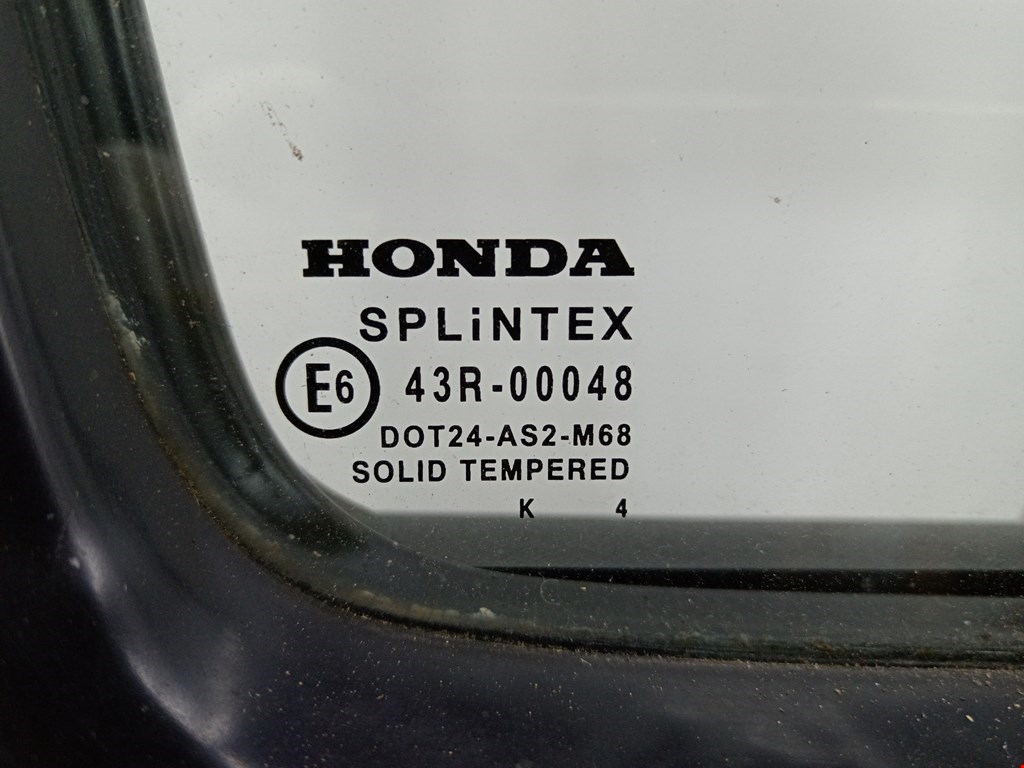 HONDA
SPLiNTEX
E6 43R-00048
DOT24-AS2-M68
SOLID TEMPERED
K 4